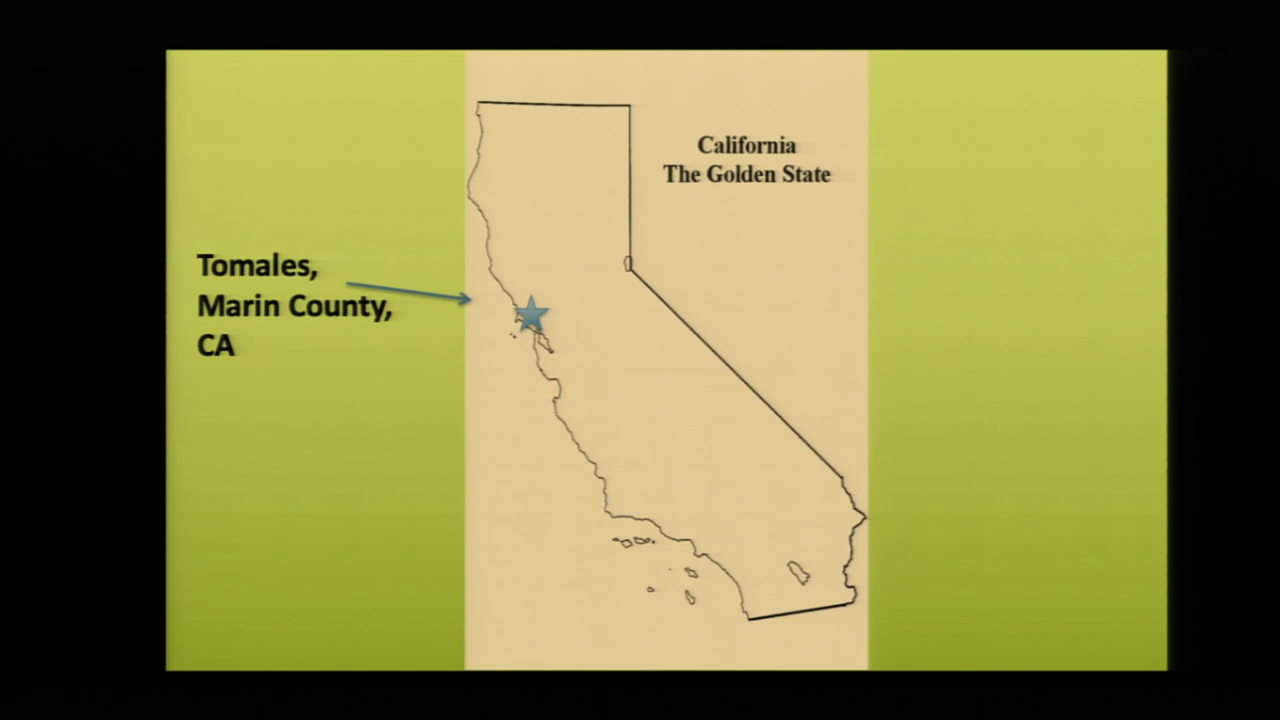 California
The Golden State
Tomales,
Marin County,
CA